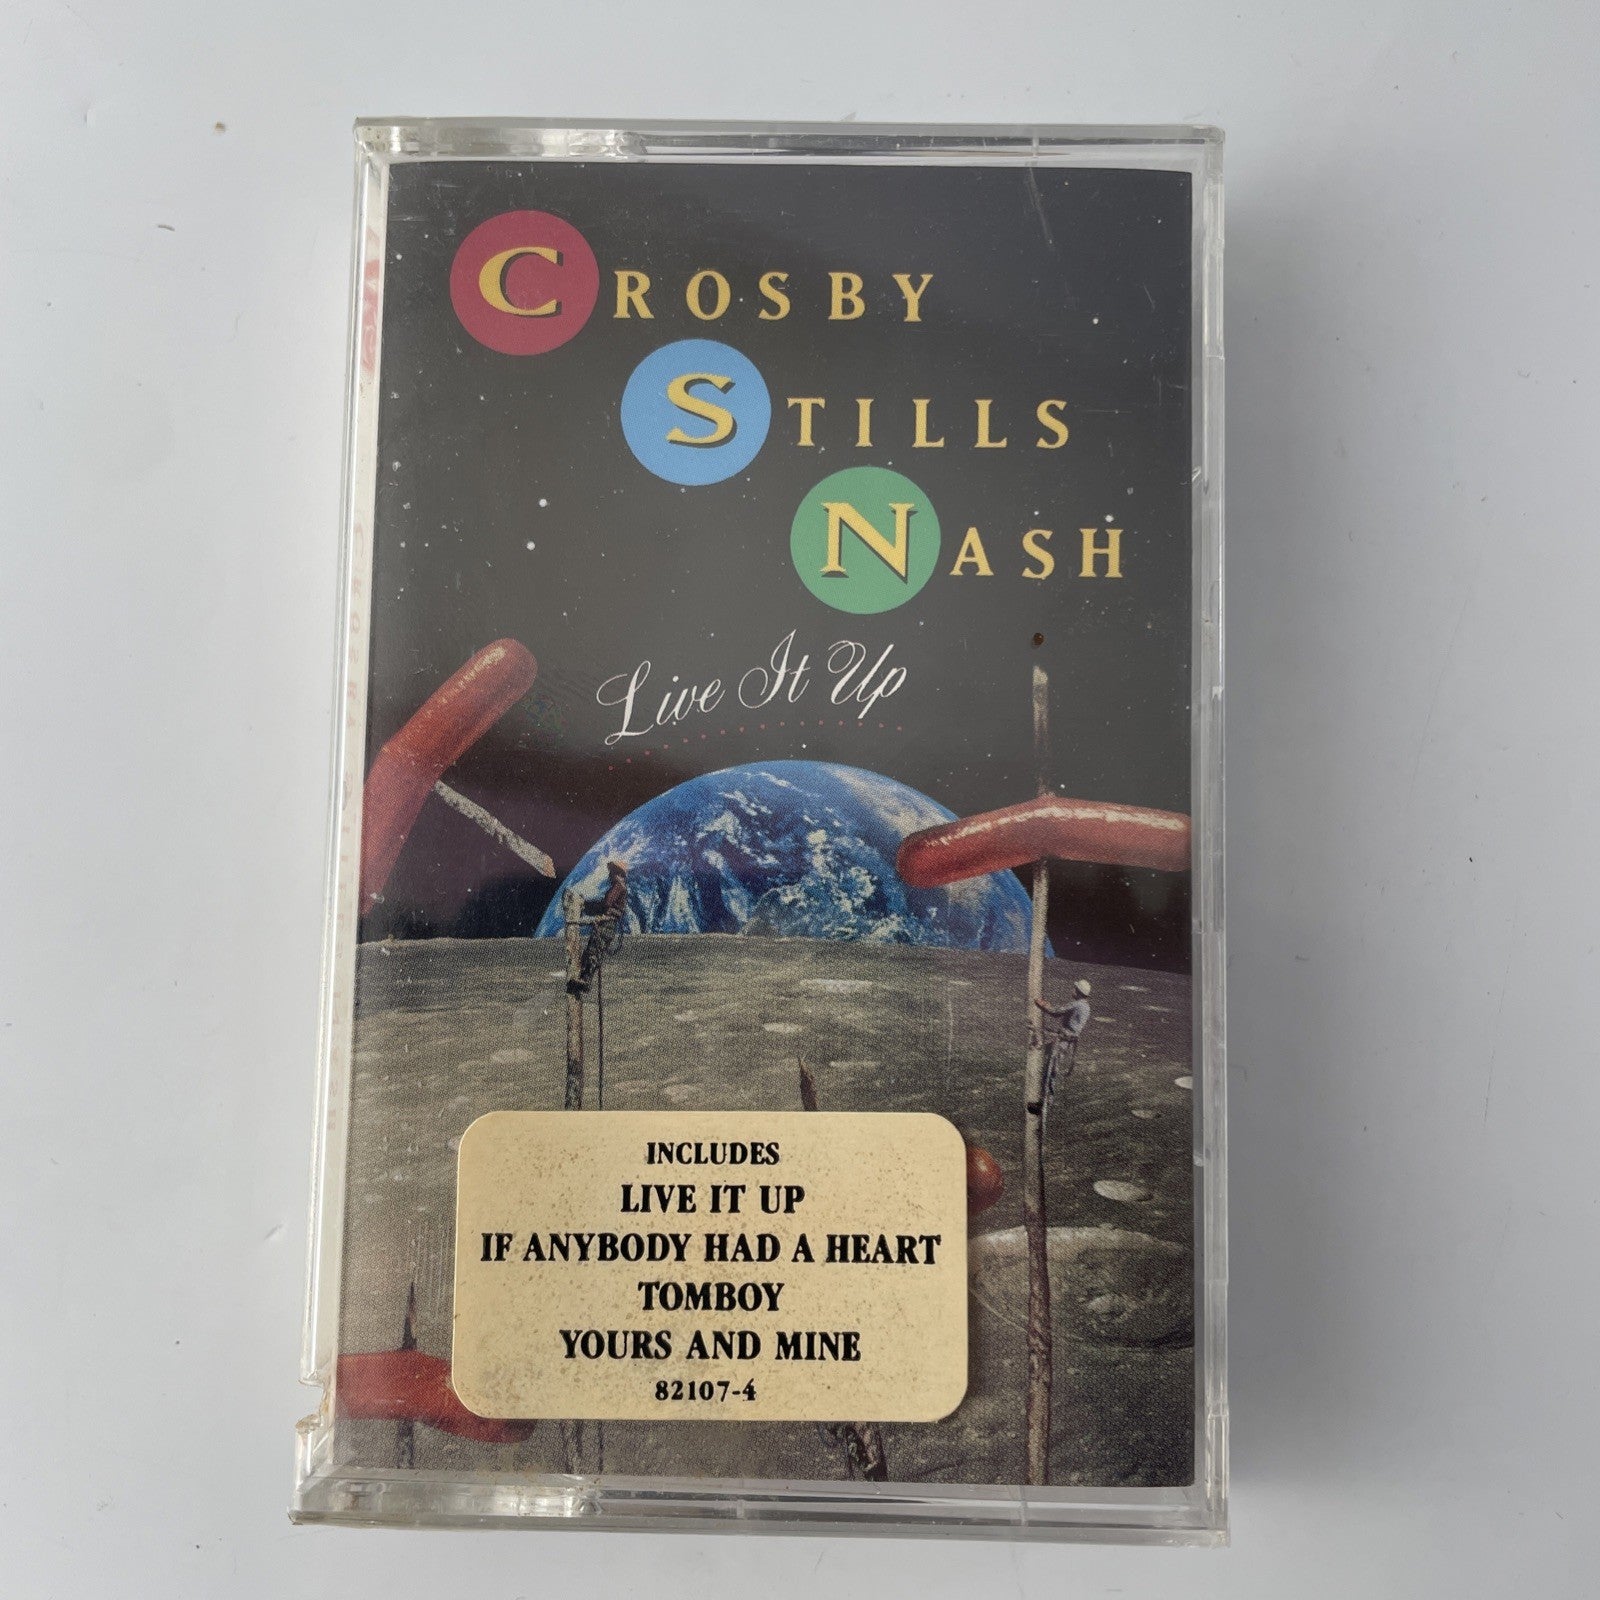 CROSBY
STILLS
NASH
Live It Up
INCLUDES
LIVE IT UP
IF ANYBODY HAD A HEART
TOMBOY
YOURS AND MINE
82107-4